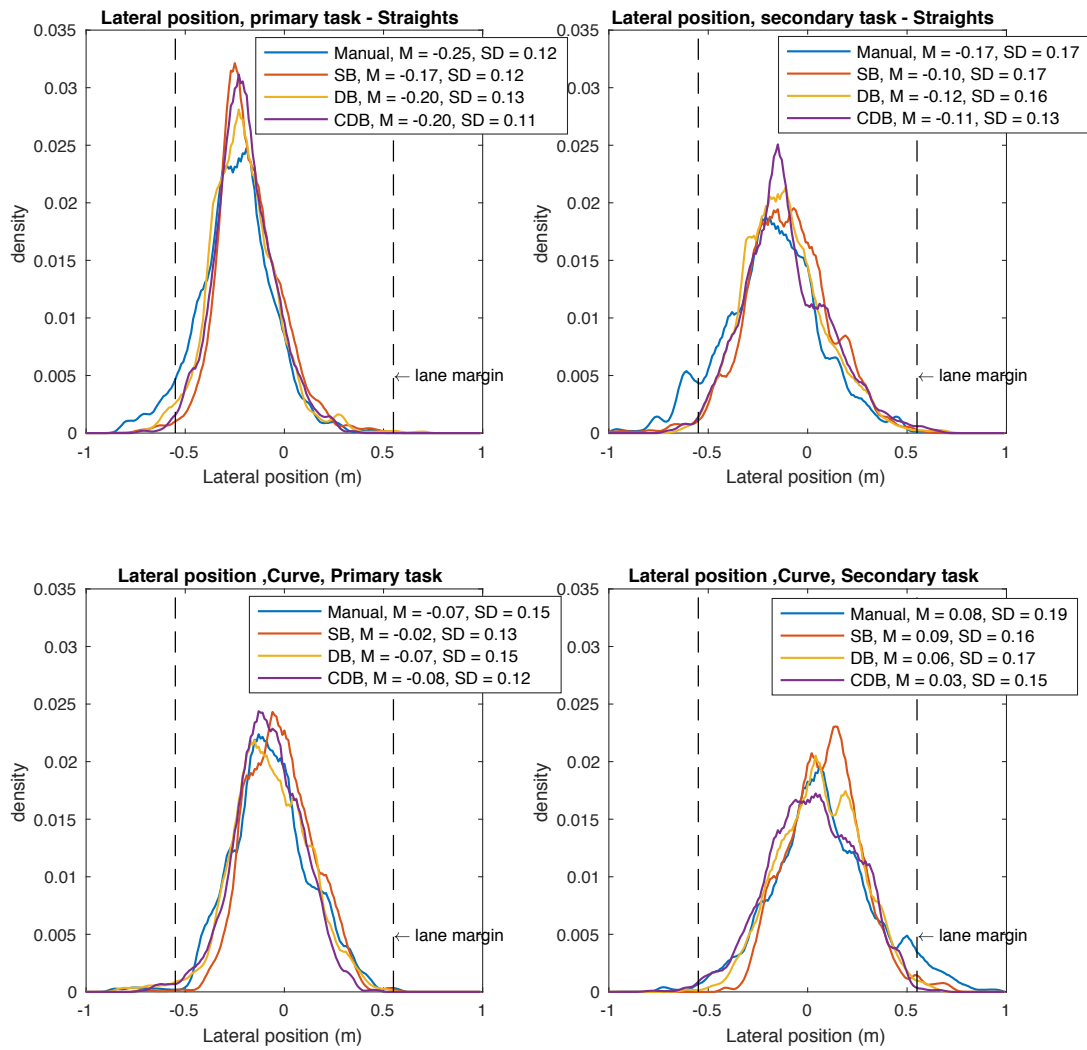 Lateral position, primary task - Straights
Manual, M = -0.25, SD = 0.12
SB, M = -0.17, SD = 0.12
DB, M = -0.20, SD = 0.13
CDB, M = -0.20, SD = 0.11
← lane margin
density
0.035
0.03
0.025
0.02
0.015
0.01
0.005
0
-1 -0.5 0 0.5 1
Lateral position (m)
Lateral position, secondary task - Straights
Manual, M = -0.17, SD = 0.17
SB, M = -0.10, SD = 0.17
DB, M = -0.12, SD = 0.16
CDB, M = -0.11, SD = 0.13
← lane margin
density
0.035
0.03
0.025
0.02
0.015
0.01
0.005
0
-1 -0.5 0 0.5 1
Lateral position (m)
Lateral position ,Curve, Primary task
Manual, M = -0.07, SD = 0.15
SB, M = -0.02, SD = 0.13
DB, M = -0.07, SD = 0.15
CDB, M = -0.08, SD = 0.12
← lane margin
density
0.035
0.03
0.025
0.02
0.015
0.01
0.005
0
-1 -0.5 0 0.5 1
Lateral position (m)
Lateral position ,Curve, Secondary task
Manual, M = 0.08, SD = 0.19
SB, M = 0.09, SD = 0.16
DB, M = 0.06, SD = 0.17
CDB, M = 0.03, SD = 0.15
← lane margin
density
0.035
0.03
0.025
0.02
0.015
0.01
0.005
0
-1 -0.5 0 0.5 1
Lateral position (m)